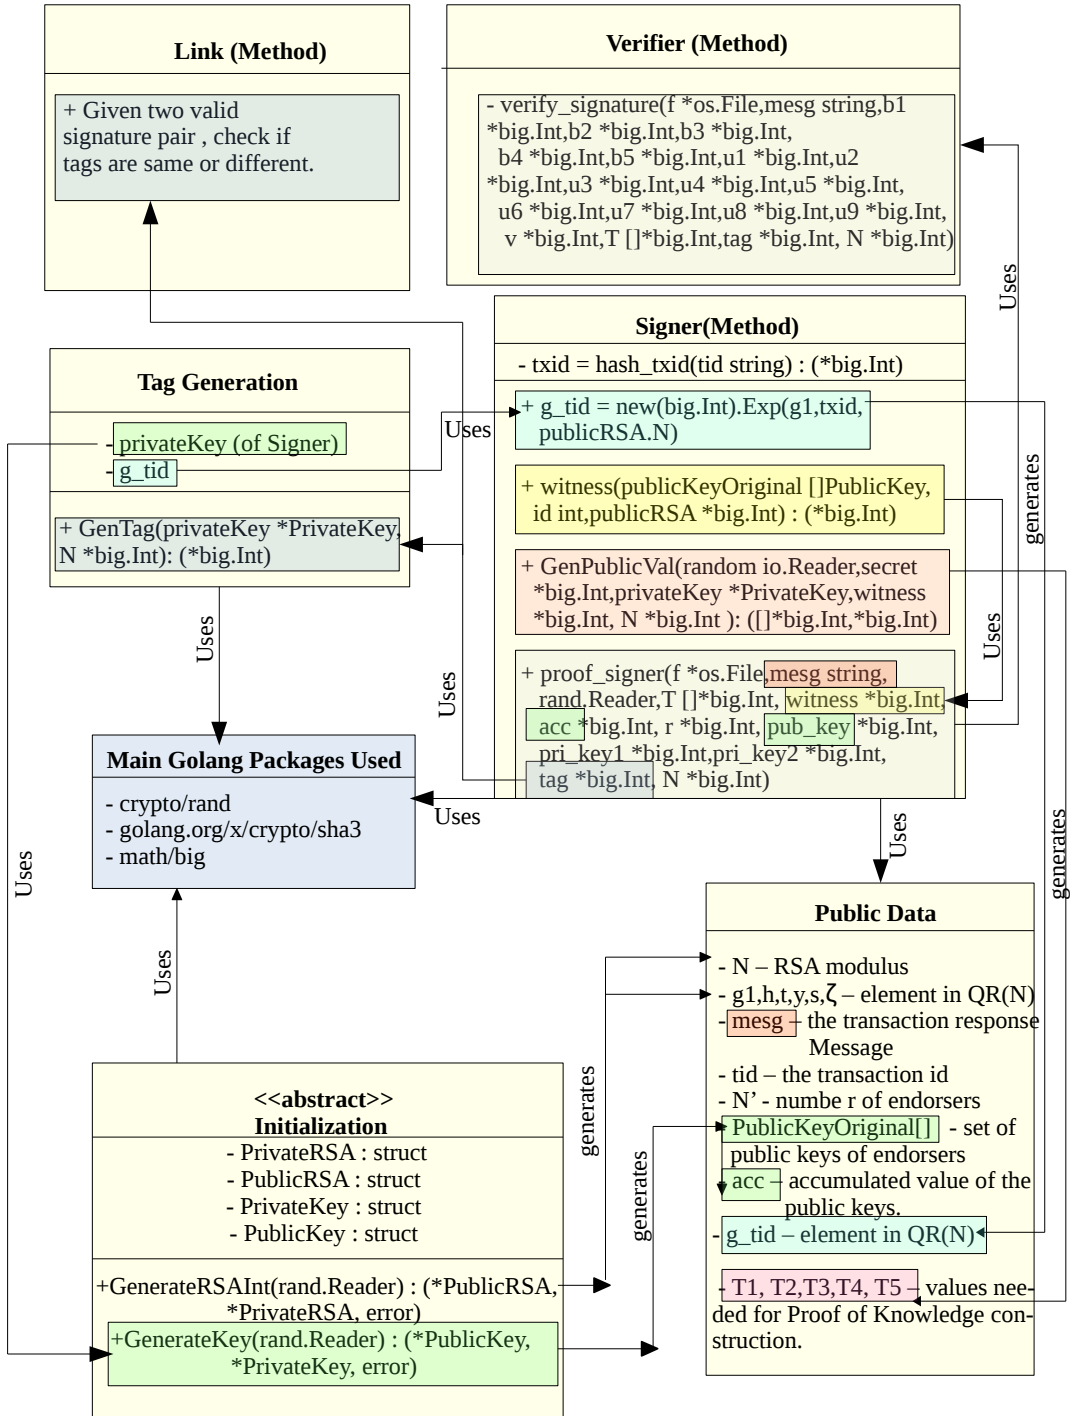 Link (Method)
+ Given two valid
signature pair , check if
tags are same or different.
Verifier (Method)
- verify_signature(f *os.File,mesg string,b1
*big.Int,b2 *big.Int,b3 *big.Int,
b4 *big.Int,b5 *big.Int,u1 *big.Int,u2
*big.Int,u3 *big.Int,u4 *big.Int,u5 *big.Int,
u6 *big.Int,u7 *big.Int,u8 *big.Int,u9 *big.Int,
v *big.Int,T []*big.Int,tag *big.Int, N *big.Int)
Uses
Signer(Method)
- txid = hash_txid(tid string) : (*big.Int)
+ g_tid = new(big.Int).Exp(g1,txid,
publicRSA.N)
+ witness(publicKeyOriginal []PublicKey,
id int,publicRSA *big.Int) : (*big.Int)
+ GenPublicVal(random io.Reader,secret
*big.Int,privateKey *PrivateKey,witness
*big.Int, N *big.Int ): ([]*big.Int,*big.Int)
+ proof_signer(f *os.File,mesg string,
rand.Reader,T []*big.Int, witness *big.Int,
acc *big.Int, r *big.Int, pub_key *big.Int,
pri_key1 *big.Int,pri_key2 *big.Int,
tag *big.Int, N *big.Int)
Uses
generates
Uses
Tag Generation
- privateKey (of Signer)
- g_tid
+ GenTag(privateKey *PrivateKey,
N *big.Int): (*big.Int)
Uses
Uses
Main Golang Packages Used
- crypto/rand
- golang.org/x/crypto/sha3
- math/big
Uses
Uses
generates
Uses
Uses
Public Data
- N – RSA modulus
- g1,h,t,y,s,ζ – element in QR(N)
- mesg – the transaction response
Message
- tid – the transaction id
- N’ - numbe r of endorsers
- PublicKeyOriginal[] - set of
public keys of endorsers
- acc – accumulated value of the
public keys.
- g_tid – element in QR(N)
- T1, T2,T3,T4, T5 – values nee-
ded for Proof of Knowledge con-
struction.
<<abstract>>
Initialization
- PrivateRSA : struct
- PublicRSA : struct
- PrivateKey : struct
- PublicKey : struct
+GenerateRSAInt(rand.Reader) : (*PublicRSA,
*PrivateRSA, error)
+GenerateKey(rand.Reader) : (*PublicKey,
*PrivateKey, error)
generates
generates